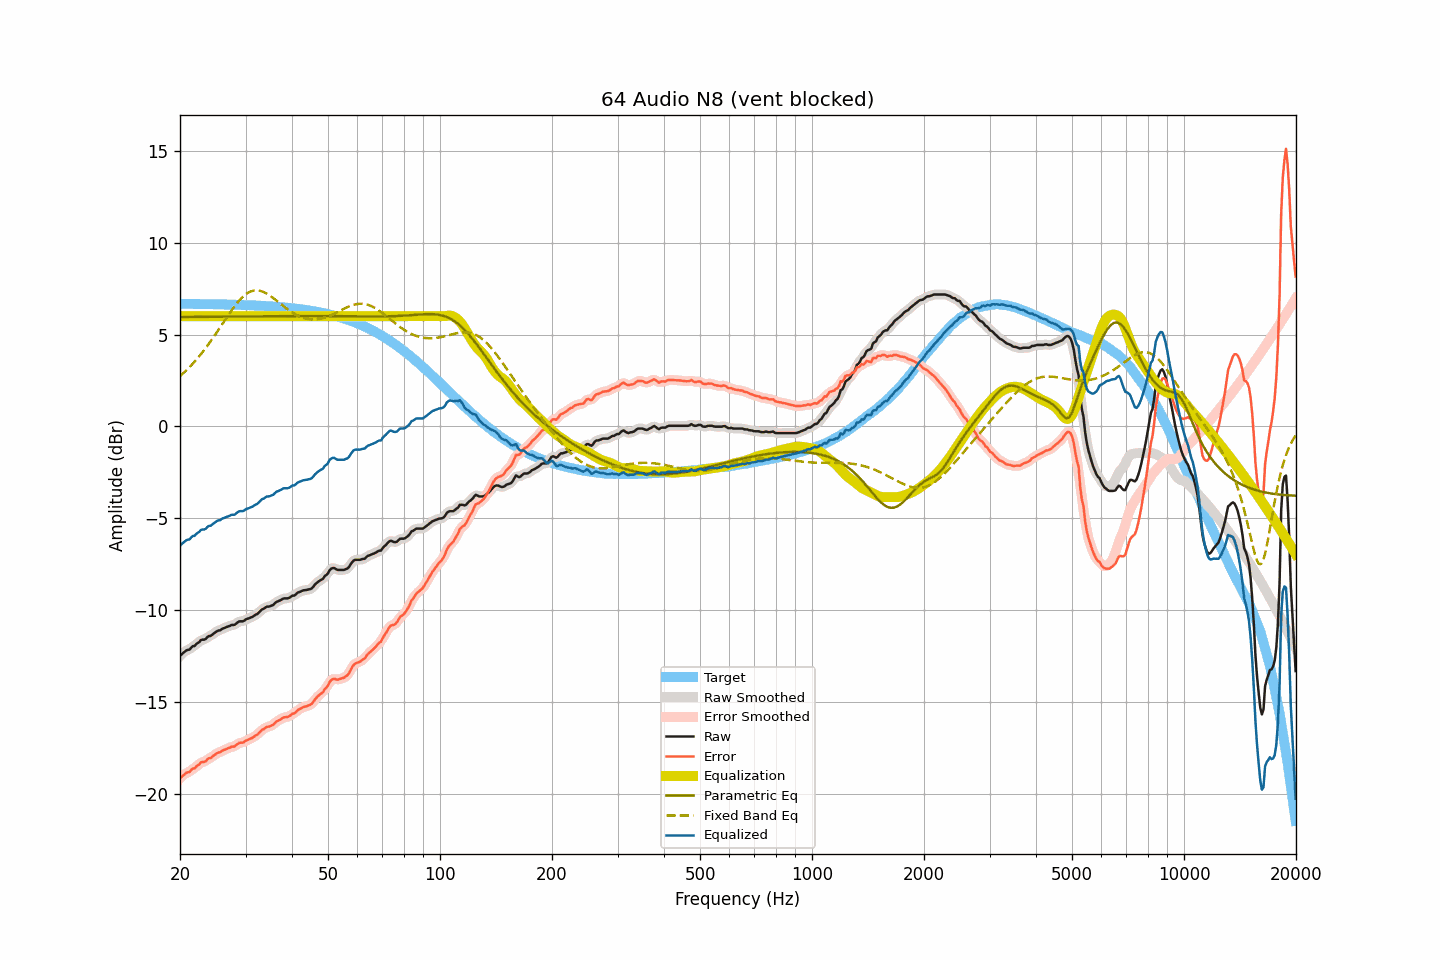 64 Audio N8 (vent blocked)
15
10
5
0
−5
−10
−15
−20
Amplitude (dBr)
Target
Raw Smoothed
Error Smoothed
Raw
Error
Equalization
Parametric Eq
Fixed Band Eq
Equalized
20 50 100 200 500 1000 2000 5000 10000 20000
Frequency (Hz)